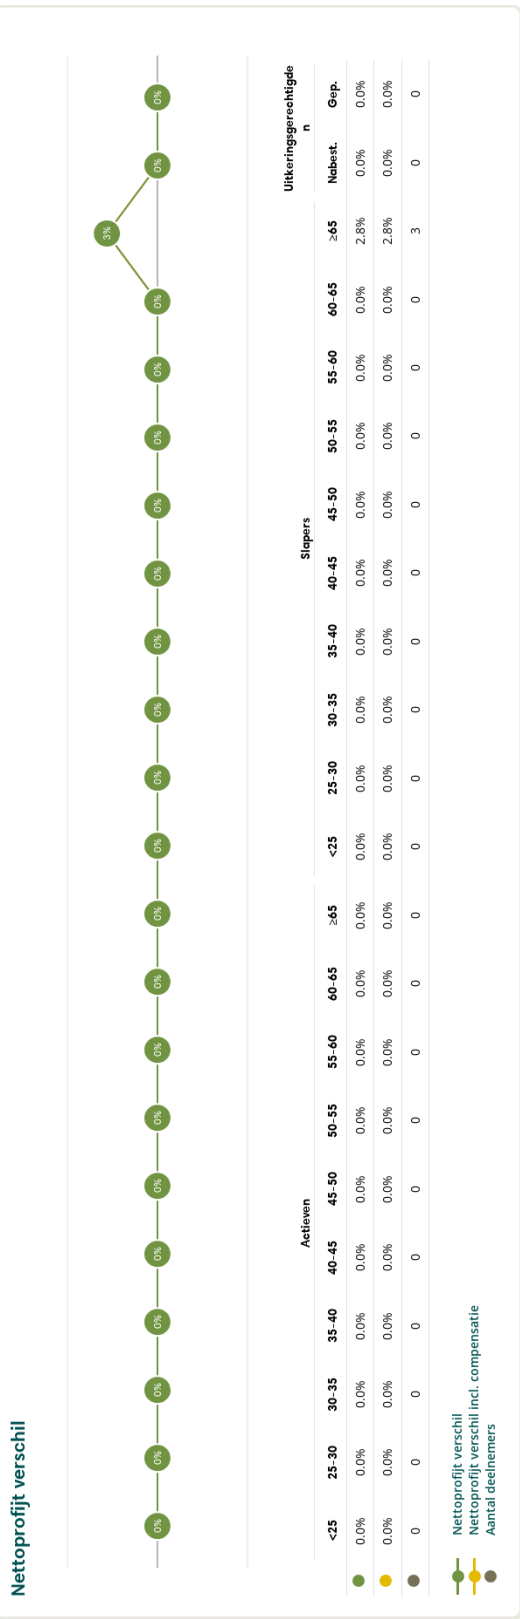 Nettoprofijt verschil
0% 0% 0% 0% 0% 0% 0% 0% 0% 0% 0% 0% 0% 0% 0% 0% 0% 0% 0% 3% 0% 0%
Actieven Slapers Uitkeringsgerechtigde
n
<25 25-30 30-35 35-40 40-45 45-50 50-55 55-60 60-65 ≥65 <25 25-30 30-35 35-40 40-45 45-50 50-55 55-60 60-65 ≥65 Nabest. Gep.
0.0% 0.0% 0.0% 0.0% 0.0% 0.0% 0.0% 0.0% 0.0% 0.0% 0.0% 0.0% 0.0% 0.0% 0.0% 0.0% 0.0% 0.0% 0.0% 2.8% 0.0% 0.0%
0.0% 0.0% 0.0% 0.0% 0.0% 0.0% 0.0% 0.0% 0.0% 0.0% 0.0% 0.0% 0.0% 0.0% 0.0% 0.0% 0.0% 0.0% 0.0% 2.8% 0.0% 0.0%
0 0 0 0 0 0 0 0 0 0 0 0 0 0 0 0 0 0 0 3 0 0
Nettoprofijt verschil
Nettoprofijt verschil incl. compensatie
Aantal deelnemers